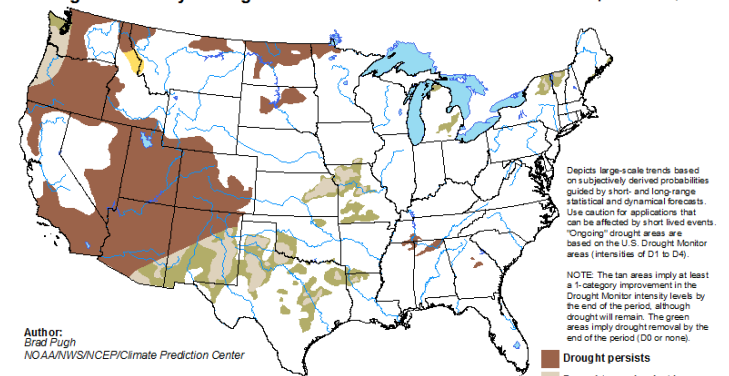 Depicts large-scale trends based
on subjectively derived probabilities
guided by short- and long-range
statistical and dynamical forecasts.
Use caution for applications that
can be affected by short lived events.
"Ongoing" drought areas are
based on the U.S. Drought Monitor
areas (intensities of D1 to D4).
NOTE: The tan areas imply at least
a 1-category improvement in the
Drought Monitor intensity levels by
the end of the period, although
drought will remain. The green
areas imply drought removal by the
end of the period (D0 or none).
Author:
Brad Pugh
NOAA/NWS/NCEP/Climate Prediction Center
Drought persists